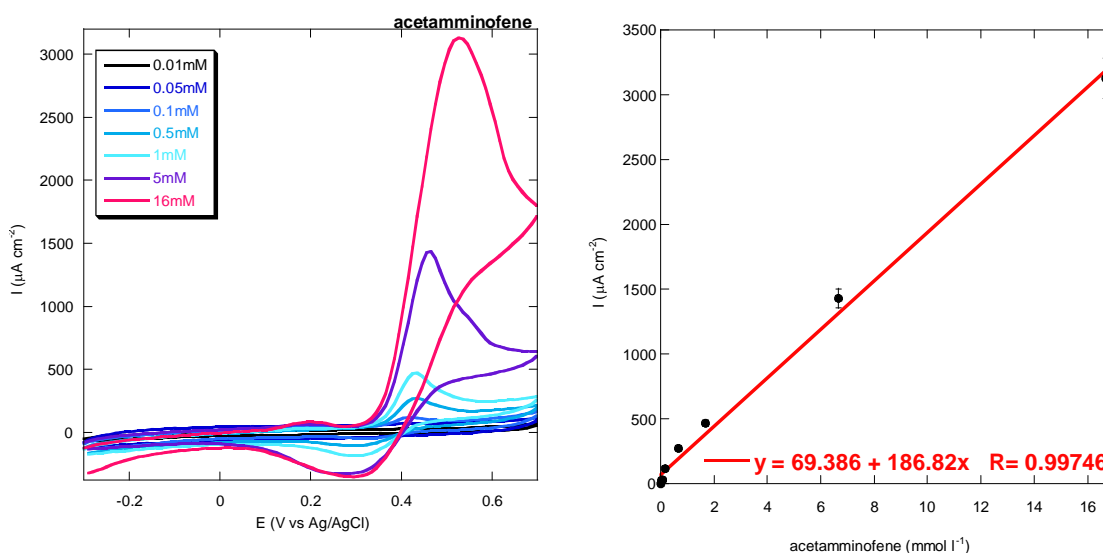 acetamminofene
3000
2500
2000
1500
1000
500
0
I (μA cm⁻²)
0.01mM
0.05mM
0.1mM
0.5mM
1mM
5mM
16mM
-0.2 0 0.2 0.4 0.6
E (V vs Ag/AgCl)
3500
3000
2500
2000
1500
1000
500
0
I (μA cm⁻²)
y = 69.386 + 186.82x R= 0.99746
0 2 4 6 8 10 12 14 16
acetamminofene (mmol l⁻¹)